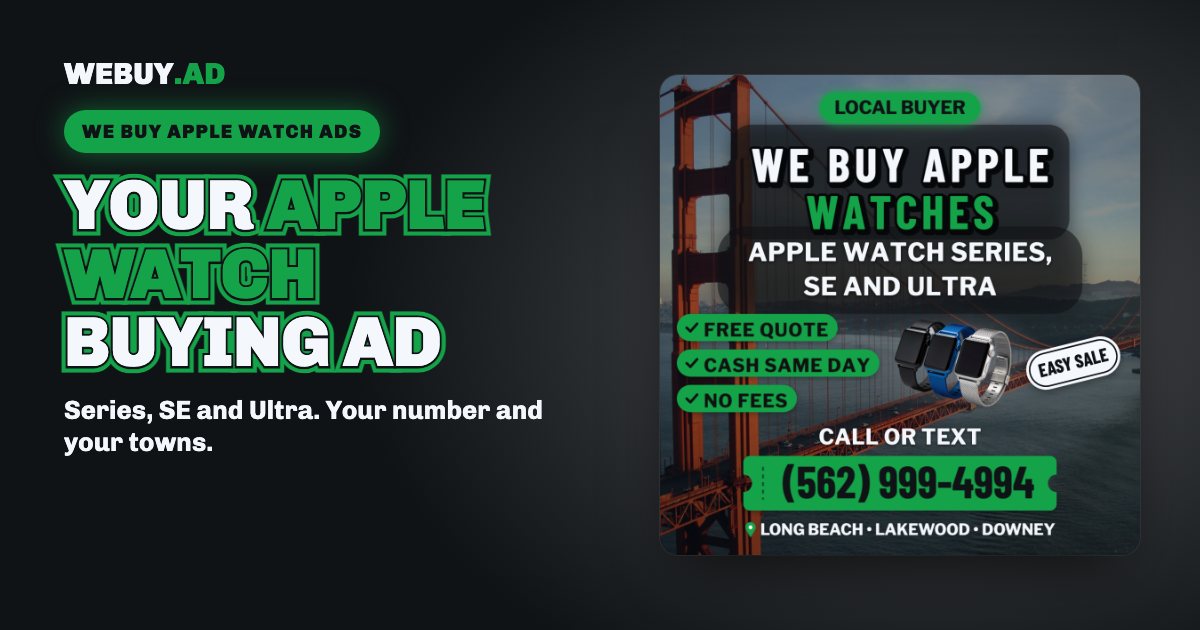 WEBUY.AD
WE BUY APPLE WATCH ADS
YOUR APPLE
WATCH
BUYING AD
Series, SE and Ultra. Your number and
your towns.
LOCAL BUYER
WE BUY APPLE
WATCHES
APPLE WATCH SERIES,
SE AND ULTRA
FREE QUOTE
CASH SAME DAY
NO FEES
EASY SALE
CALL OR TEXT
(562) 999-4994
LONG BEACH • LAKEWOOD • DOWNEY